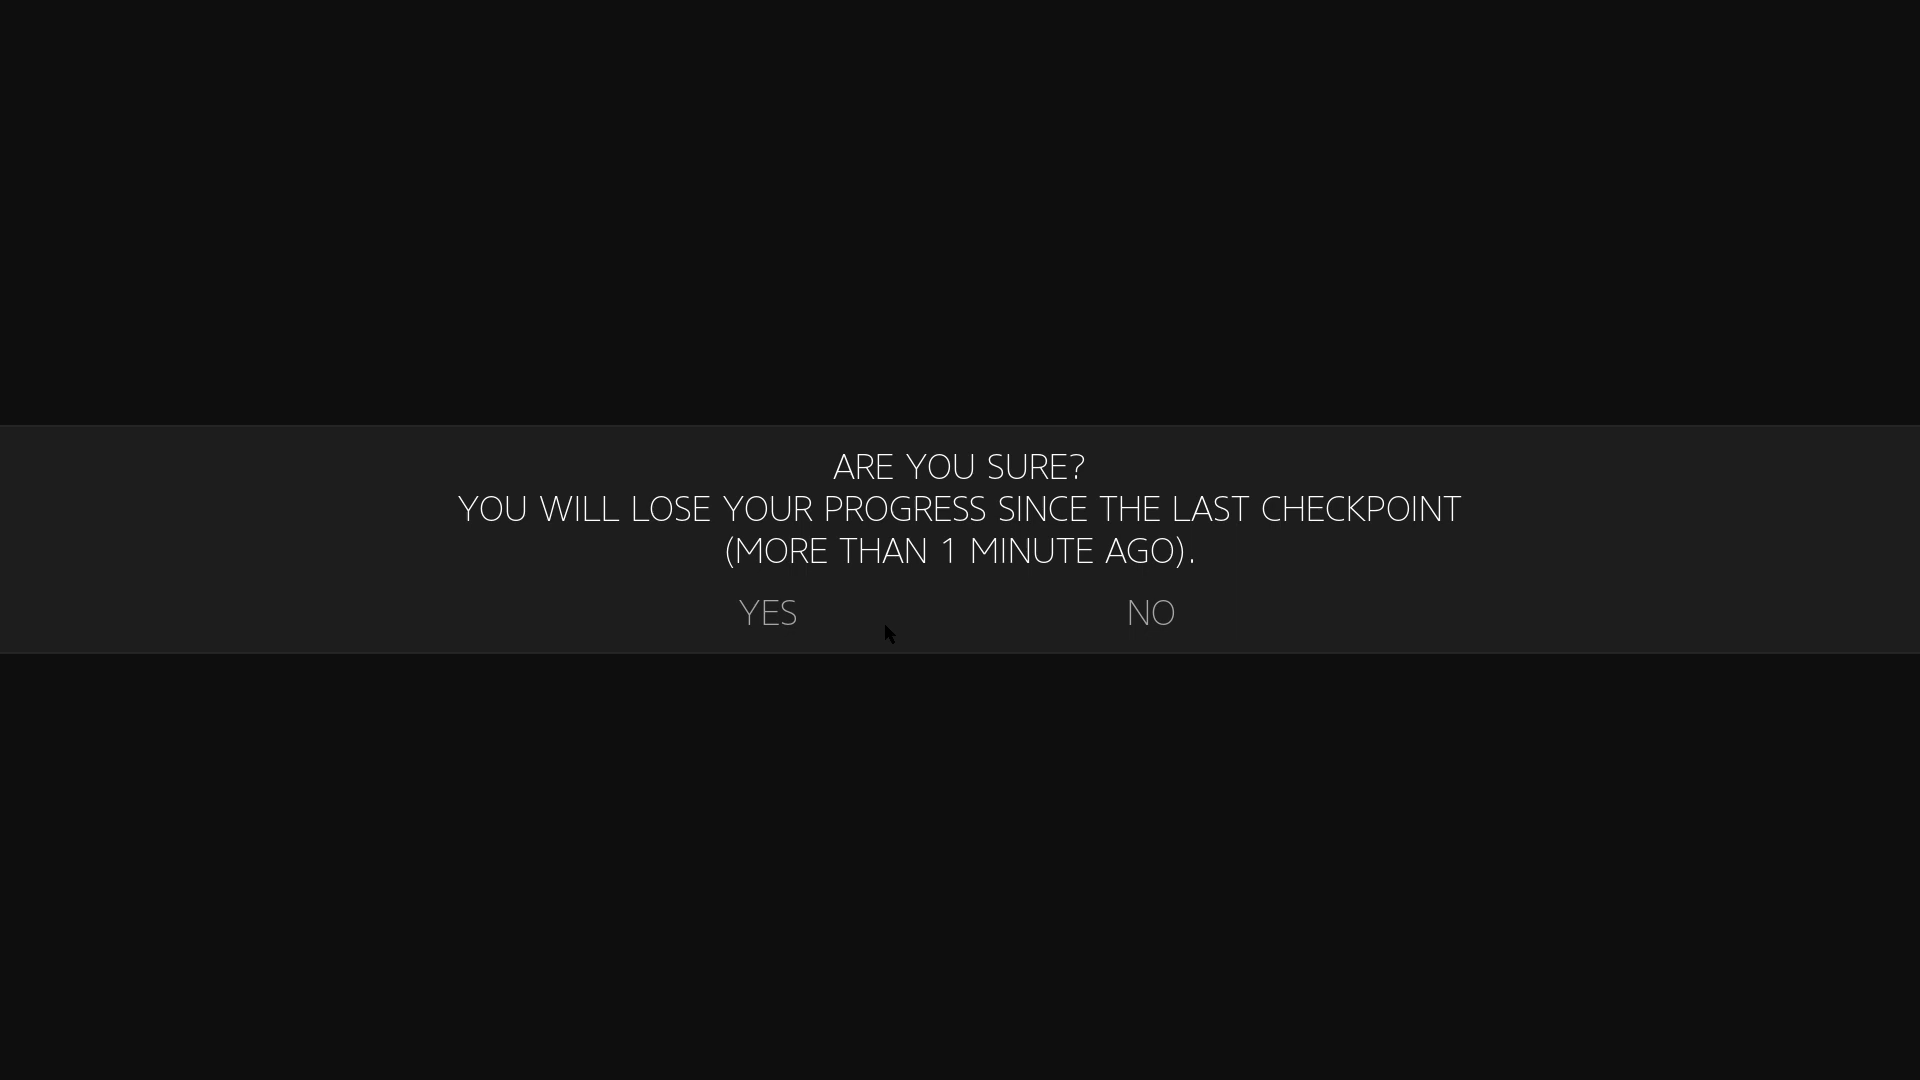 ARE YOU SURE?
YOU WILL LOSE YOUR PROGRESS SINCE THE LAST CHECKPOINT
(MORE THAN 1 MINUTE AGO).
YES NO